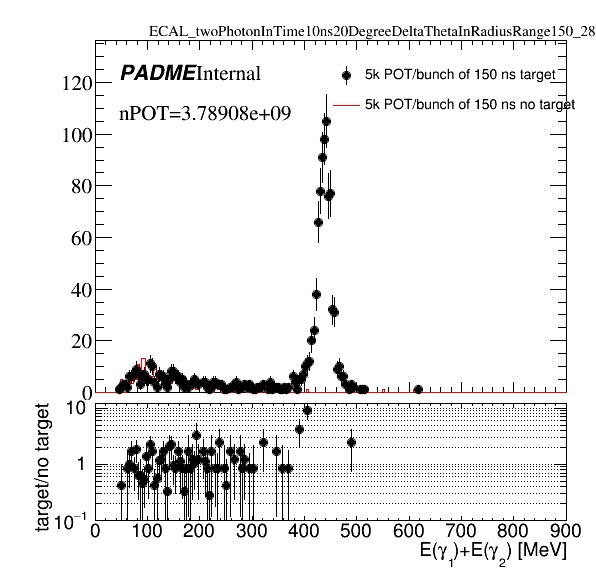 ECAL_twoPhotonInTime10ns20DegreeDeltaThetaInRadiusRange150_28
PADME Internal
5k POT/bunch of 150 ns target
nPOT=3.78908e+09
5k POT/bunch of 150 ns no target
120
100
80
60
40
20
0
target/no target
10
1
10⁻¹
0 100 200 300 400 500 600 700 800 900
E(γ₁)+E(γ₂) [MeV]